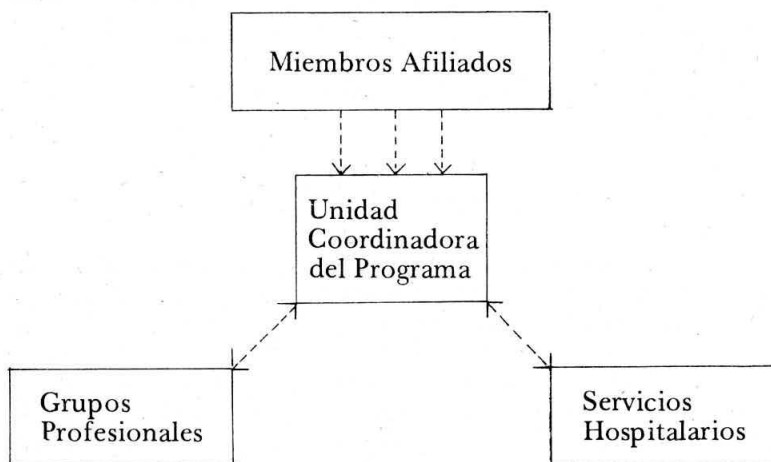 Miembros Afiliados
Unidad
Coordinadora
del Programa
Grupos
Profesionales
Servicios
Hospitalarios